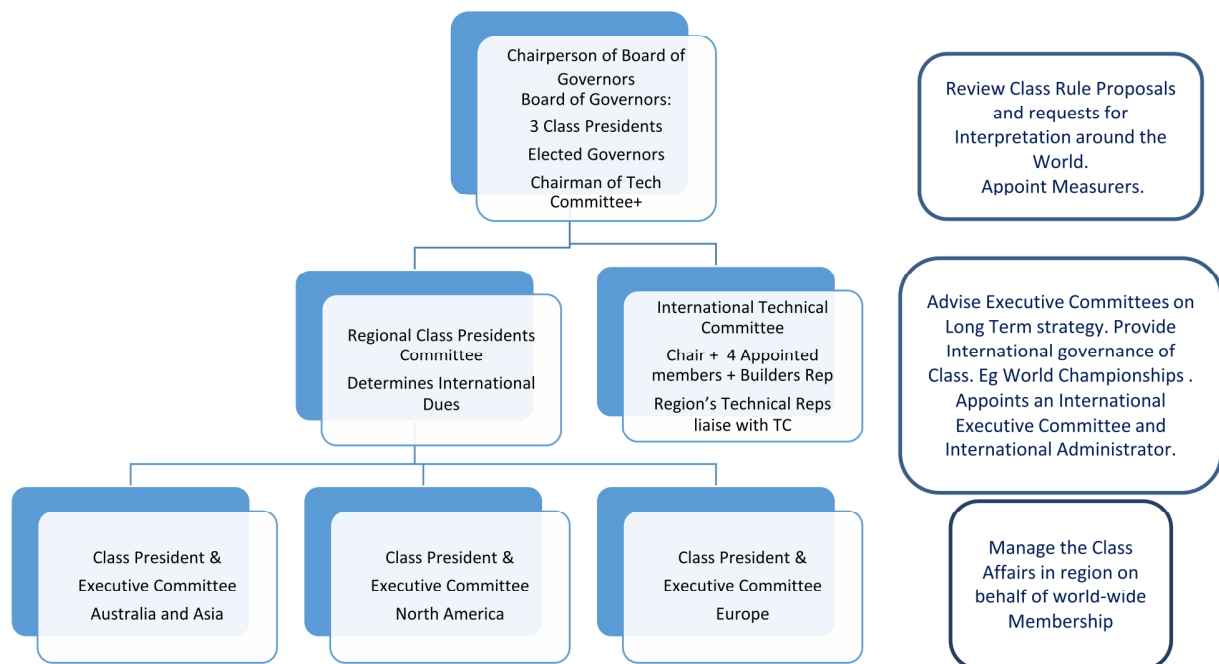 Chairperson of Board of
Governors
Board of Governors:
3 Class Presidents
Elected Governors
Chairman of Tech
Committee+
Review Class Rule Proposals
and requests for
Interpretation around the
World.
Appoint Measurers.
Regional Class Presidents
Committee
Determines International
Dues
International Technical
Committee
Chair + 4 Appointed
members + Builders Rep
Region’s Technical Reps
liaise with TC
Advise Executive Committees on
Long Term strategy. Provide
International governance of
Class. Eg World Championships .
Appoints an International
Executive Committee and
International Administrator.
Class President &
Executive Committee
Australia and Asia
Class President &
Executive Committee
North America
Class President &
Executive Committee
Europe
Manage the Class
Affairs in region on
behalf of world-wide
Membership